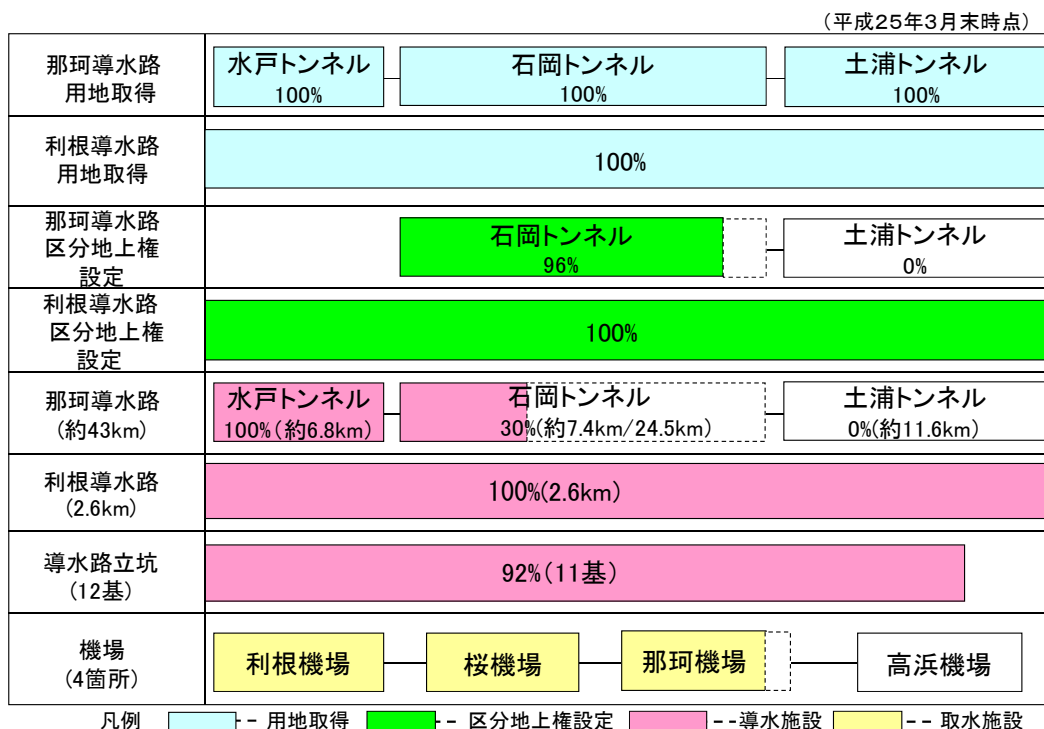 (平成25年3月末時点)
那珂導水路
用地取得
水戸トンネル
100%
石岡トンネル
100%
土浦トンネル
100%
利根導水路
用地取得
100%
那珂導水路
区分地上権
設定
石岡トンネル
96%
土浦トンネル
0%
利根導水路
区分地上権
設定
100%
那珂導水路
(約43km)
水戸トンネル
100%(約6.8km)
石岡トンネル
30%(約7.4km/24.5km)
土浦トンネル
0%(約11.6km)
利根導水路
(2.6km)
100%(2.6km)
導水路立坑
(12基)
92%(11基)
機場
(4箇所)
利根機場
桜機場
那珂機場
高浜機場
凡例 -- 用地取得 -- 区分地上権設定 --導水施設 -- 取水施設